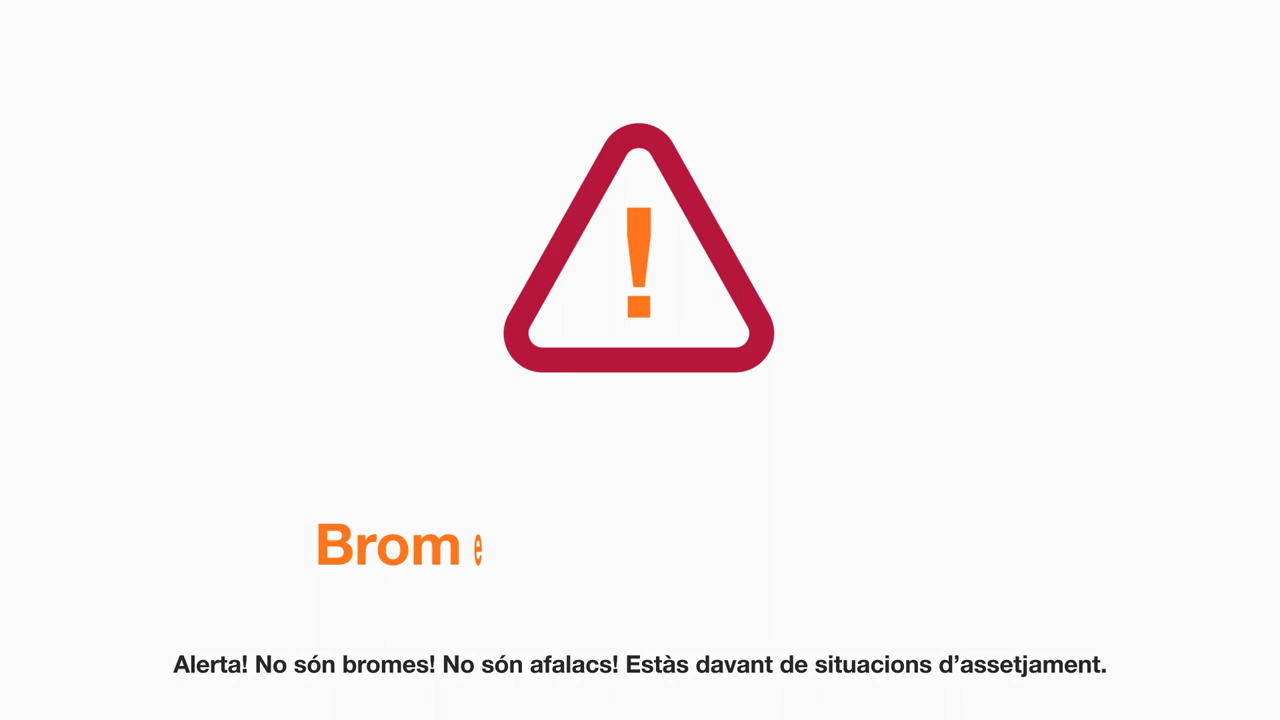 !
Brom e
Alerta! No són bromes! No són afalacs! Estàs davant de situacions d’assetjament.